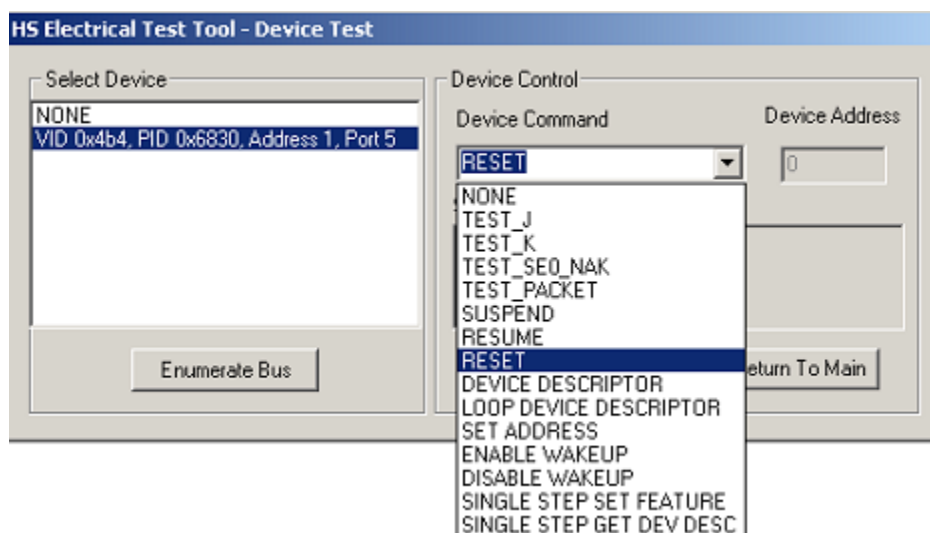 HS Electrical Test Tool - Device Test
Select Device
NONE
VID 0x4b4, PID 0x6830, Address 1, Port 5
Enumerate Bus
Device Control
Device Command
Device Address
RESET
0
NONE
TEST_J
TEST_K
TEST_SE0_NAK
TEST_PACKET
SUSPEND
RESUME
RESET
DEVICE DESCRIPTOR
LOOP DEVICE DESCRIPTOR
SET ADDRESS
ENABLE WAKEUP
DISABLE WAKEUP
SINGLE STEP SET FEATURE
SINGLE STEP GET DEV DESC
eturn To Main